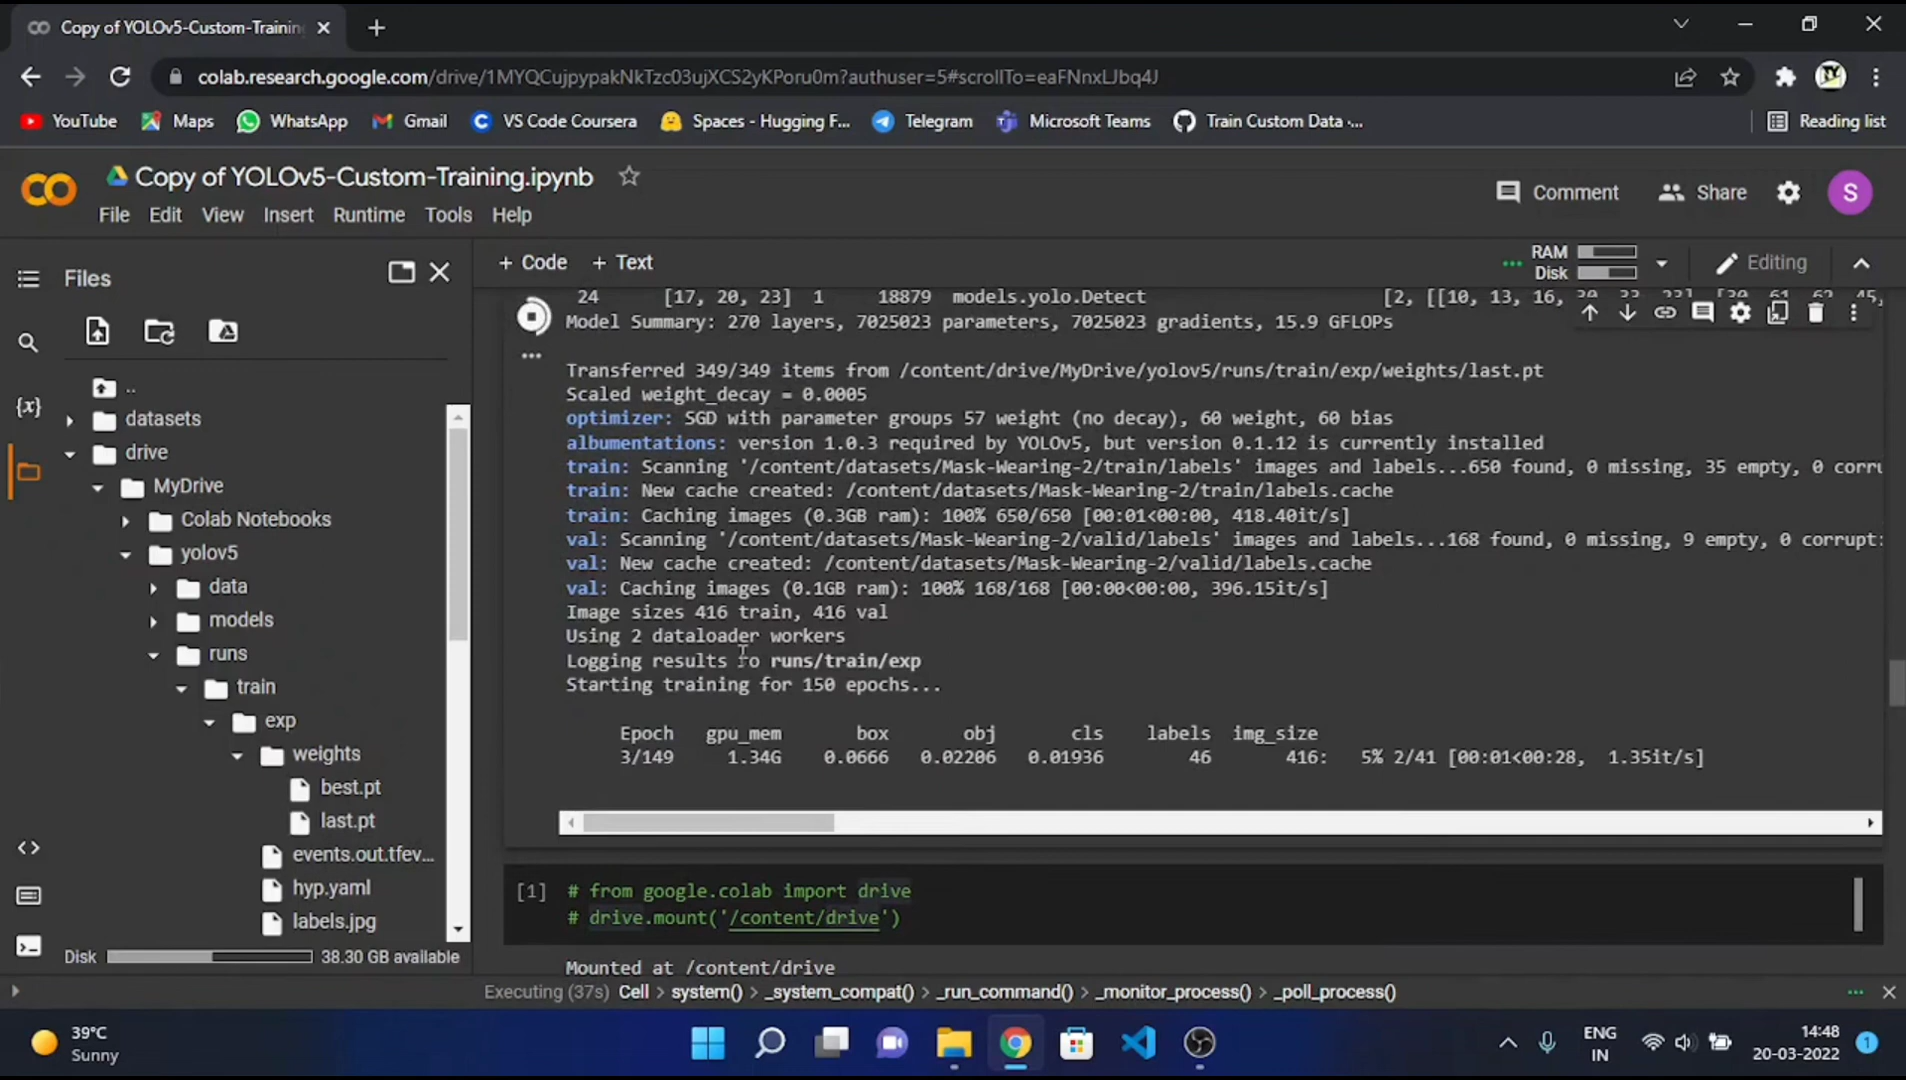 Copy of YOLOv5-Custom-Training
colab.research.google.com/drive/1MYQCujpypakNkTzc03ujXCS2yKPoru0m?authuser=5#scrollTo=eaFNnxLJbq4J
YouTube Maps WhatsApp Gmail VS Code Coursera Spaces - Hugging F... Telegram Microsoft Teams Train Custom Data ·... Reading list
Copy of YOLOv5-Custom-Training.ipynb
Comment Share S
File Edit View Insert Runtime Tools Help
Files
+ Code + Text
RAM
Disk
Editing
..
datasets
drive
MyDrive
Colab Notebooks
yolov5
data
models
runs
train
exp
weights
best.pt
last.pt
events.out.tfev...
hyp.yaml
labels.jpg
Disk 38.30 GB available
24 [17, 20, 23] 1 18879 models.yolo.Detect [2, [[10, 13, 16,
Model Summary: 270 layers, 7025023 parameters, 7025023 gradients, 15.9 GFLOPs
Transferred 349/349 items from /content/drive/MyDrive/yolov5/runs/train/exp/weights/last.pt
Scaled weight_decay = 0.0005
optimizer: SGD with parameter groups 57 weight (no decay), 60 weight, 60 bias
albumentations: version 1.0.3 required by YOLOv5, but version 0.1.12 is currently installed
train: Scanning '/content/datasets/Mask-Wearing-2/train/labels' images and labels...650 found, 0 missing, 35 empty, 0 corru
train: New cache created: /content/datasets/Mask-Wearing-2/train/labels.cache
train: Caching images (0.3GB ram): 100% 650/650 [00:01<00:00, 418.40it/s]
val: Scanning '/content/datasets/Mask-Wearing-2/valid/labels' images and labels...168 found, 0 missing, 9 empty, 0 corrupt:
val: New cache created: /content/datasets/Mask-Wearing-2/valid/labels.cache
val: Caching images (0.1GB ram): 100% 168/168 [00:00<00:00, 396.15it/s]
Image sizes 416 train, 416 val
Using 2 dataloader workers
Logging results to runs/train/exp
Starting training for 150 epochs...
Epoch gpu_mem box obj cls labels img_size
3/149 1.34G 0.0666 0.02206 0.01936 46 416: 5% 2/41 [00:01<00:28, 1.35it/s]
[1] # from google.colab import drive
# drive.mount('/content/drive')
Mounted at /content/drive
Executing (37s) Cell > system() > _system_compat() > _run_command() > _monitor_process() > _poll_process()
39°C
Sunny
ENG
IN
14:48
20-03-2022
1